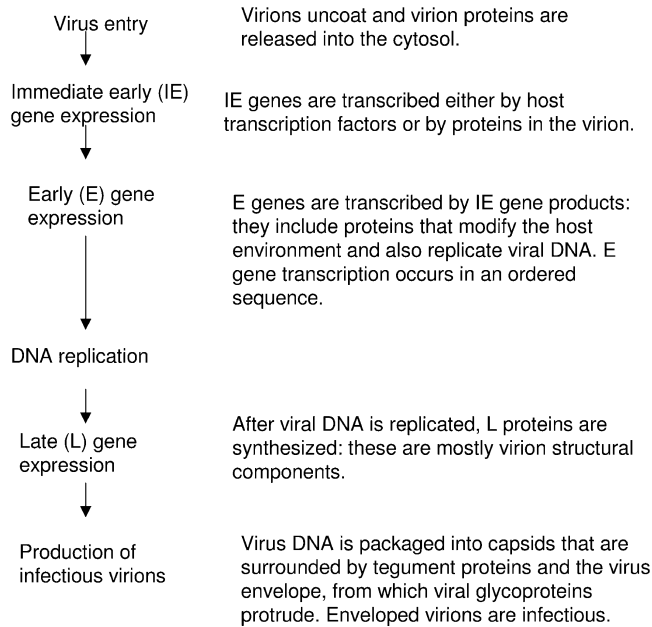 Virus entry
Virions uncoat and virion proteins are
released into the cytosol.
Immediate early (IE)
gene expression
IE genes are transcribed either by host
transcription factors or by proteins in the virion.
Early (E) gene
expression
E genes are transcribed by IE gene products:
they include proteins that modify the host
environment and also replicate viral DNA. E
gene transcription occurs in an ordered
sequence.
DNA replication
Late (L) gene
expression
After viral DNA is replicated, L proteins are
synthesized: these are mostly virion structural
components.
Production of
infectious virions
Virus DNA is packaged into capsids that are
surrounded by tegument proteins and the virus
envelope, from which viral glycoproteins
protrude. Enveloped virions are infectious.